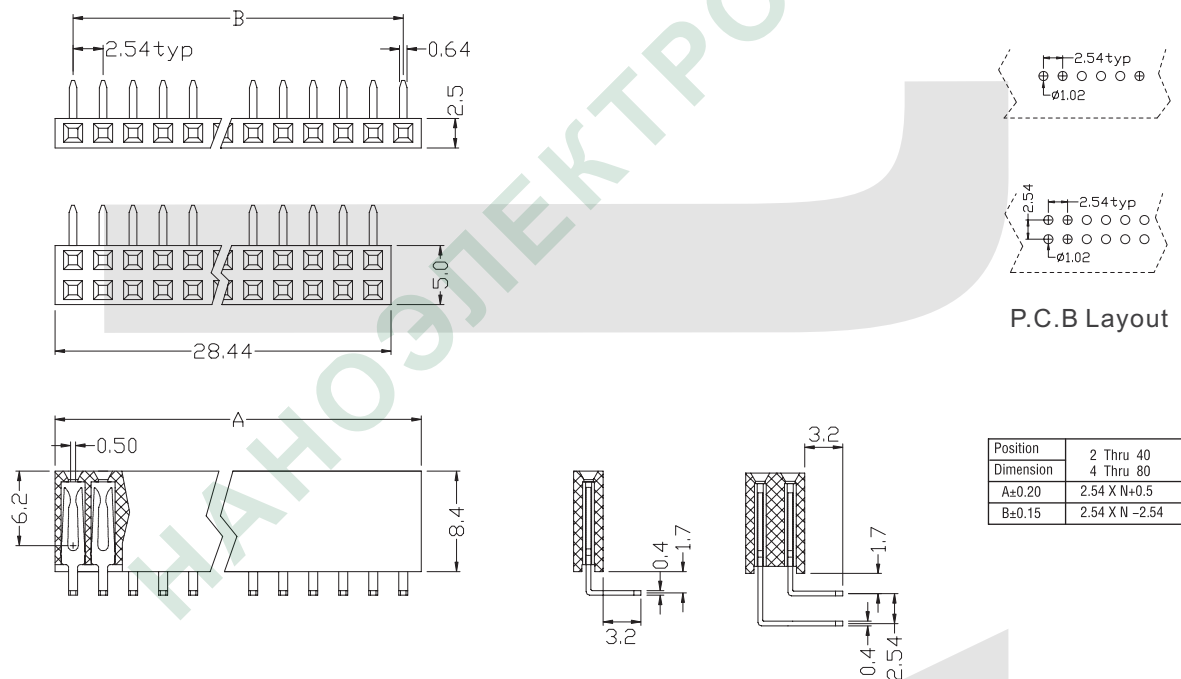 B
2.54typ
0.64
2.5
5.0
28.44
A
0.50
6.2
8.4
3.2
0.4
1.7
3.2
1.7
0.4
2.54
2.54typ
ø1.02
2.54
2.54typ
ø1.02
P.C.B Layout
Position 2 Thru 40
Dimension 4 Thru 80
A±0.20 2.54 X N+0.5
B±0.15 2.54 X N -2.54
НАНОЭЛЕКТРО